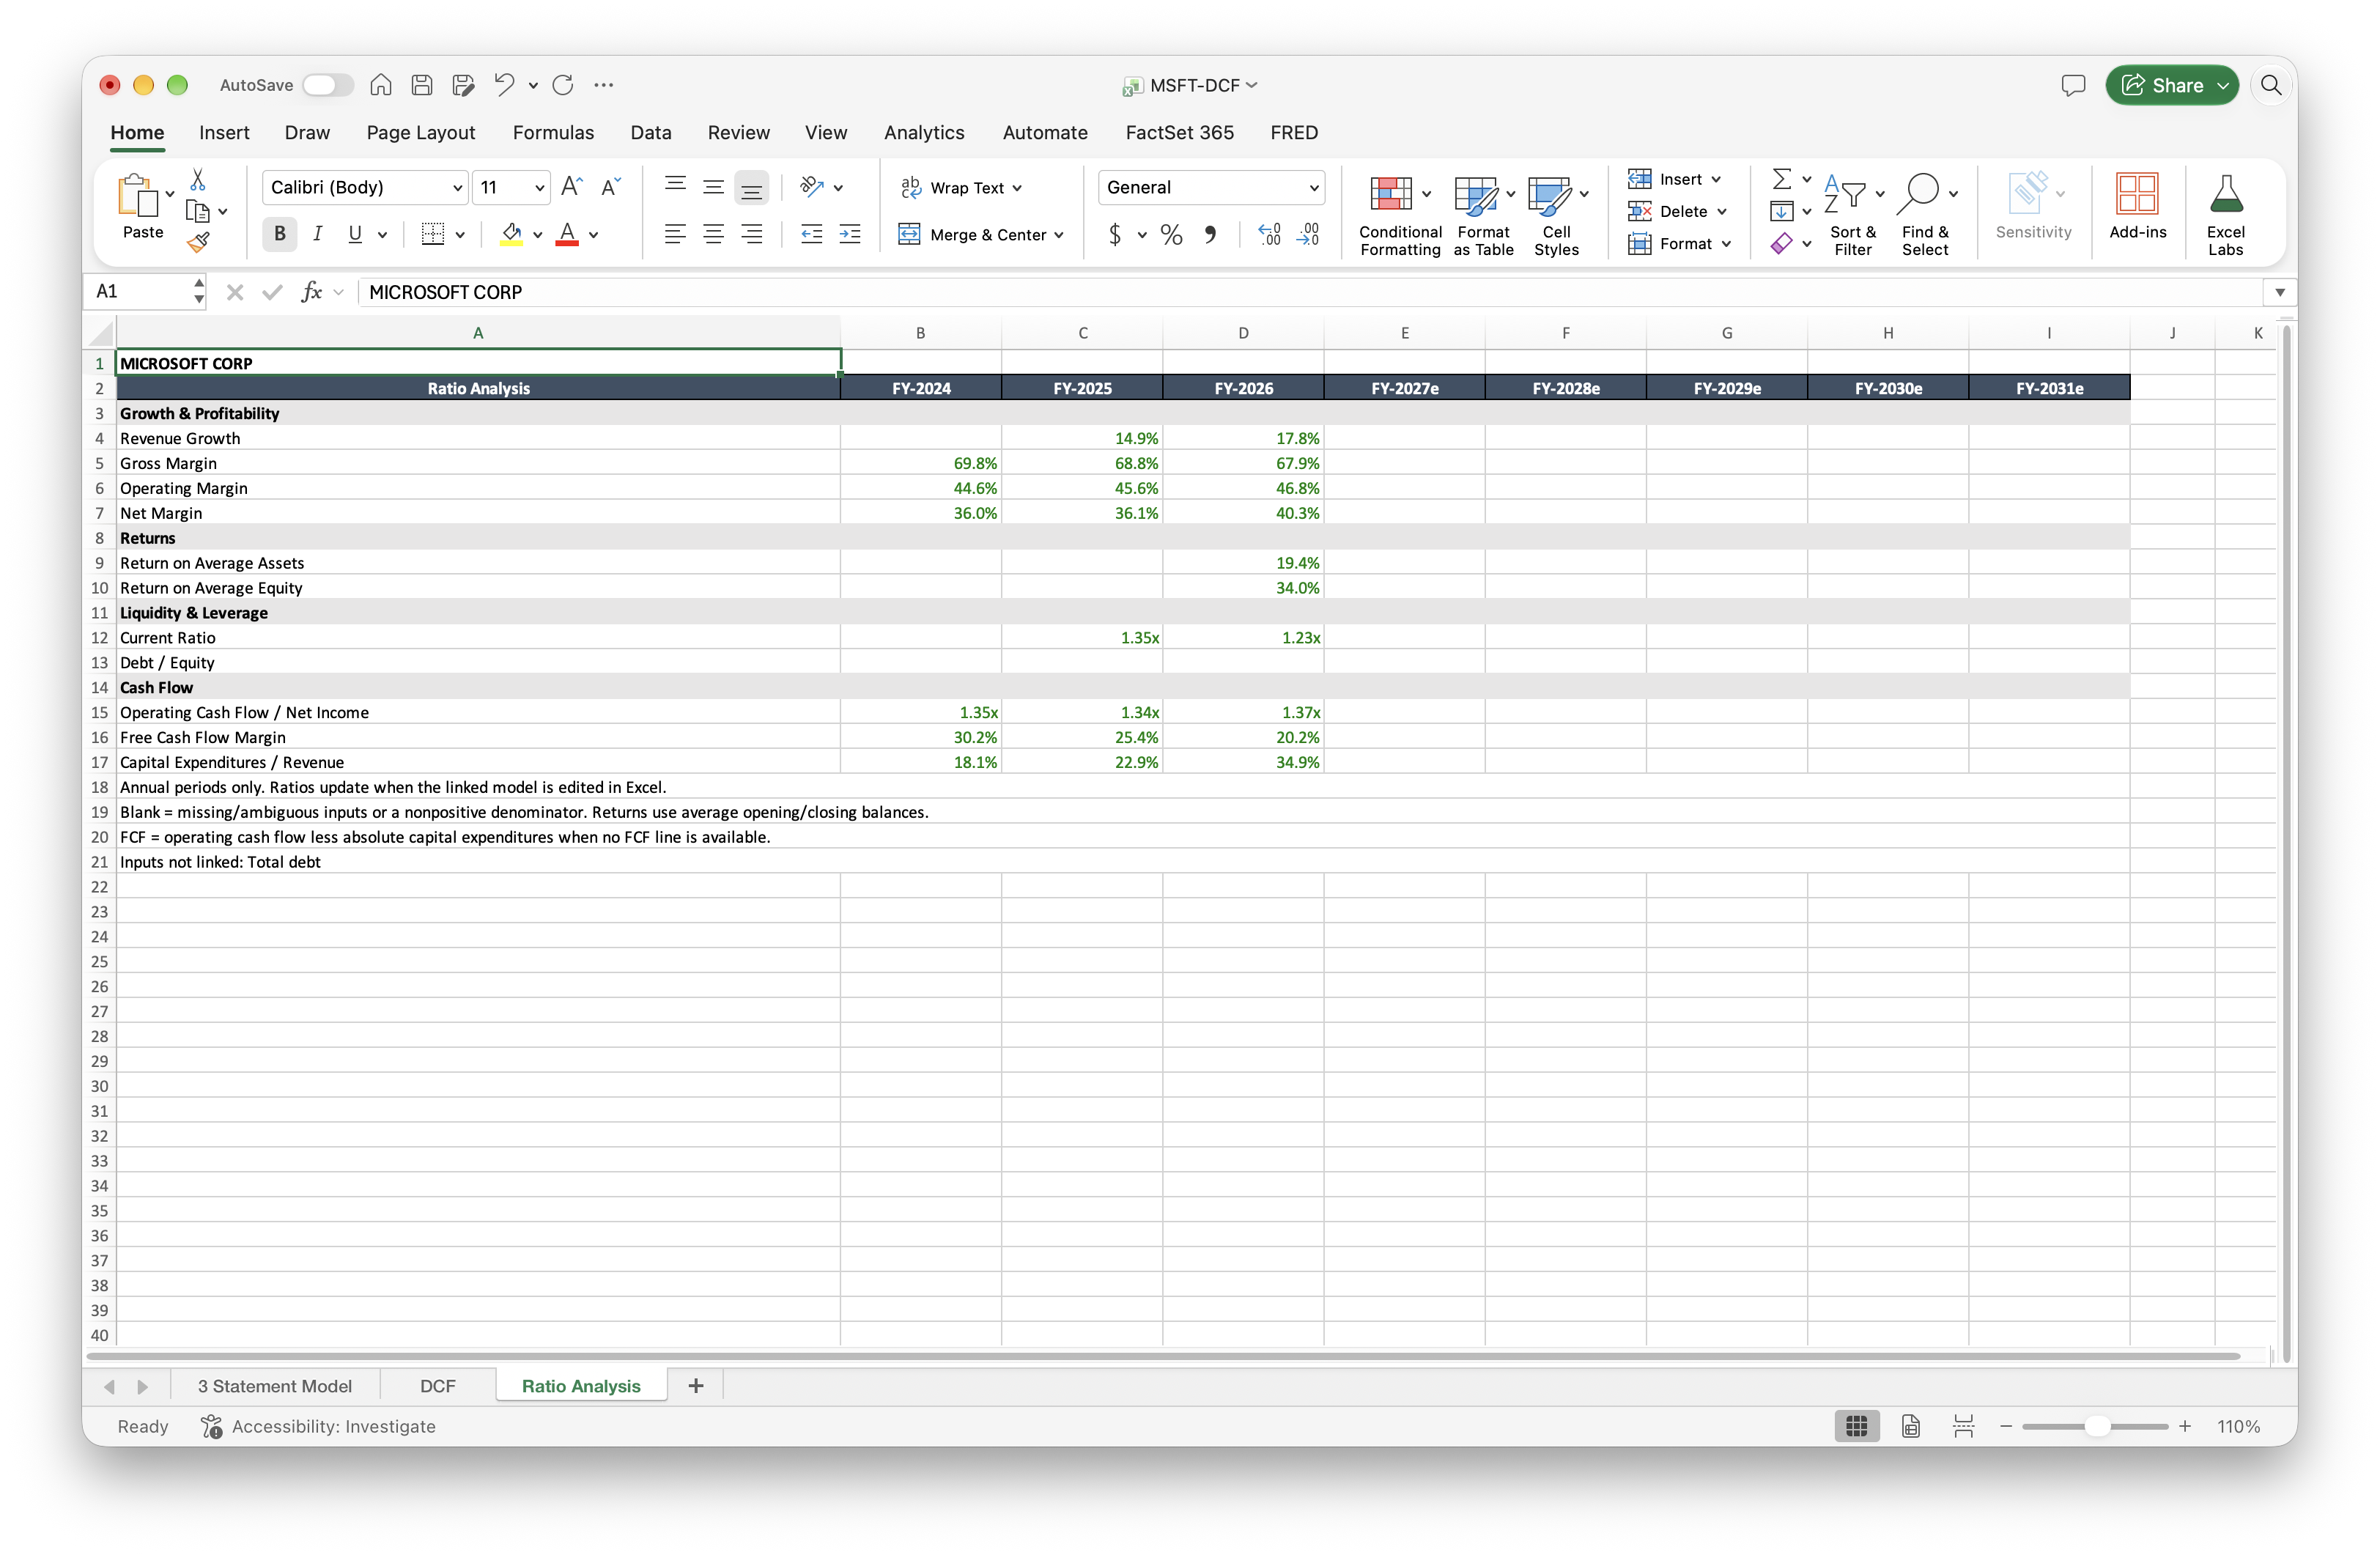 AutoSave
MSFT-DCF
Share
Home Insert Draw Page Layout Formulas Data Review View Analytics Automate FactSet 365 FRED
Paste
Calibri (Body) 11
Wrap Text
Merge & Center
General
Conditional Formatting
Format as Table
Cell Styles
Insert
Delete
Format
Sort & Filter
Find & Select
Sensitivity
Add-ins
Excel Labs
A1 fx MICROSOFT CORP
A B C D E F G H I J K
1 MICROSOFT CORP
2 Ratio Analysis FY-2024 FY-2025 FY-2026 FY-2027e FY-2028e FY-2029e FY-2030e FY-2031e
3 Growth & Profitability
4 Revenue Growth 14.9% 17.8%
5 Gross Margin 69.8% 68.8% 67.9%
6 Operating Margin 44.6% 45.6% 46.8%
7 Net Margin 36.0% 36.1% 40.3%
8 Returns
9 Return on Average Assets 19.4%
10 Return on Average Equity 34.0%
11 Liquidity & Leverage
12 Current Ratio 1.35x 1.23x
13 Debt / Equity
14 Cash Flow
15 Operating Cash Flow / Net Income 1.35x 1.34x 1.37x
16 Free Cash Flow Margin 30.2% 25.4% 20.2%
17 Capital Expenditures / Revenue 18.1% 22.9% 34.9%
18 Annual periods only. Ratios update when the linked model is edited in Excel.
19 Blank = missing/ambiguous inputs or a nonpositive denominator. Returns use average opening/closing balances.
20 FCF = operating cash flow less absolute capital expenditures when no FCF line is available.
21 Inputs not linked: Total debt
22
23
24
25
26
27
28
29
30
31
32
33
34
35
36
37
38
39
40
3 Statement Model DCF Ratio Analysis
Ready Accessibility: Investigate 110%